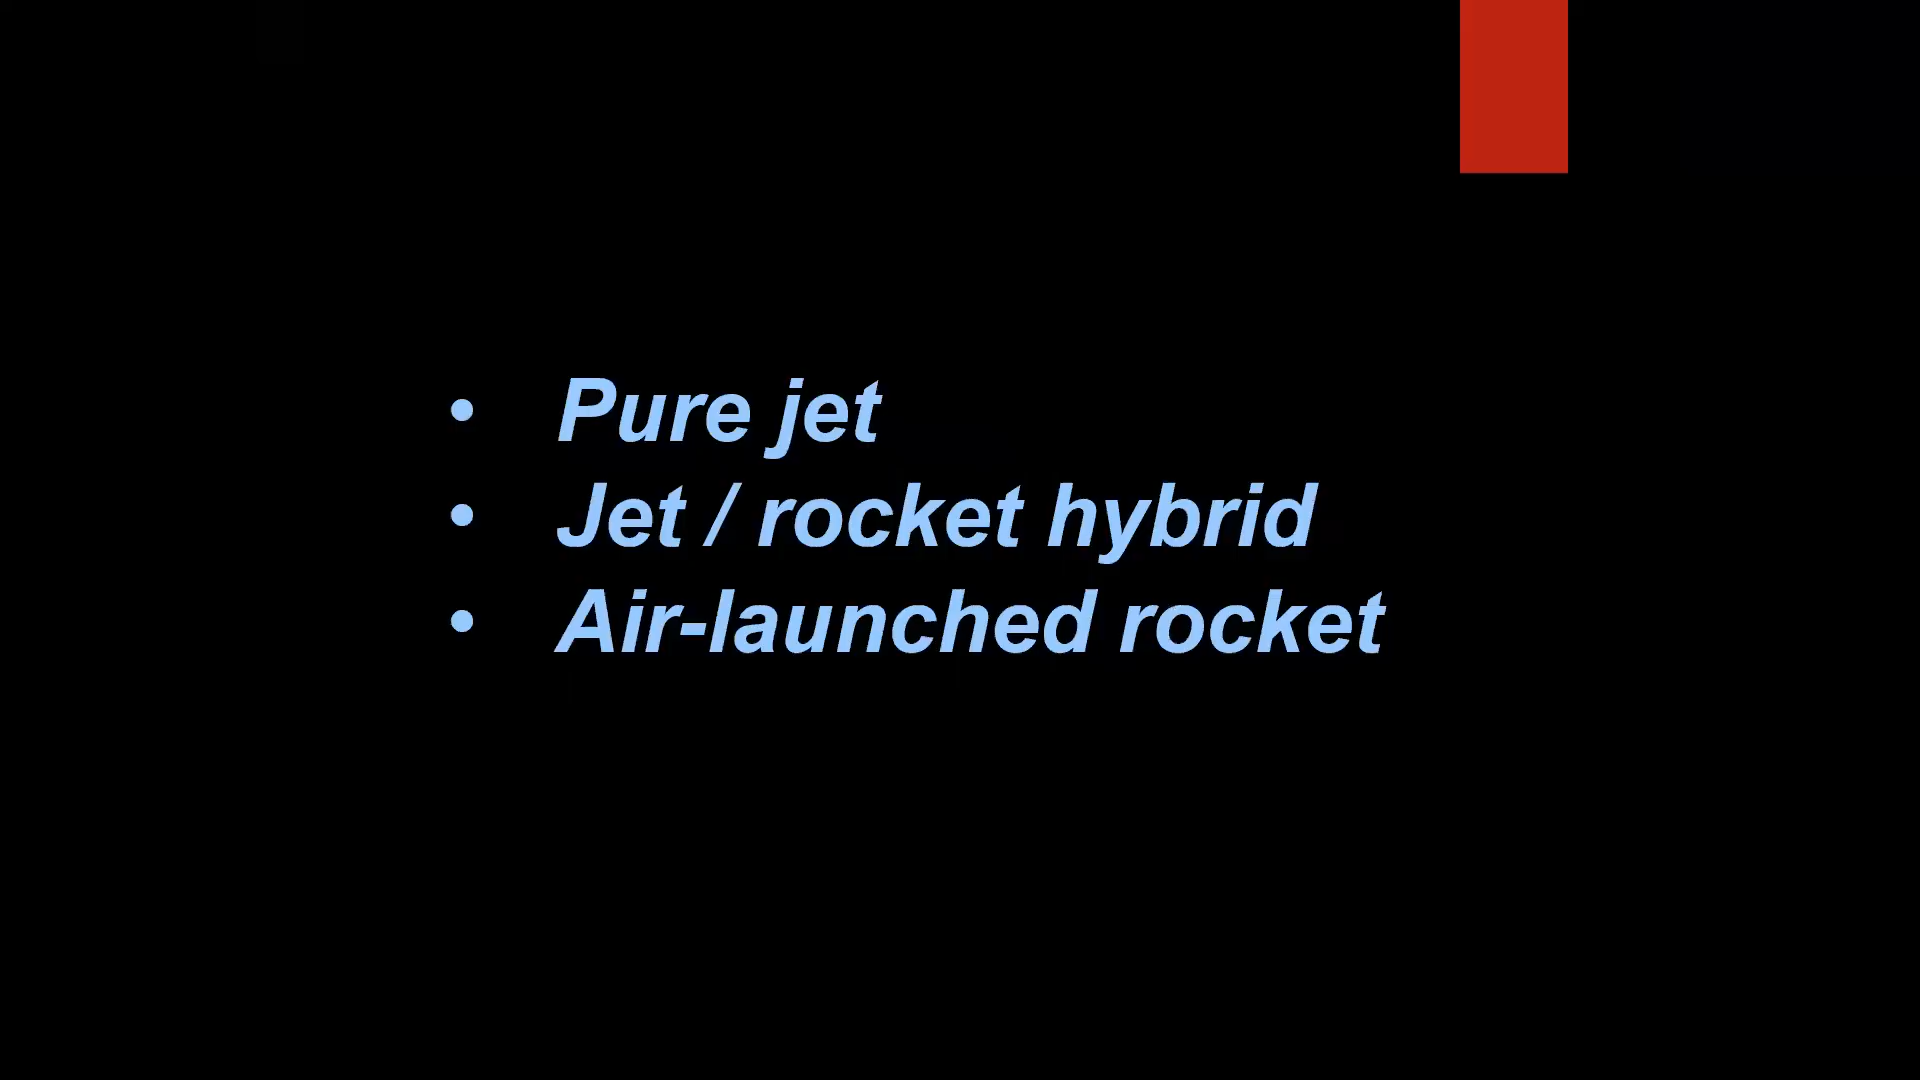 • Pure jet
• Jet / rocket hybrid
• Air-launched rocket